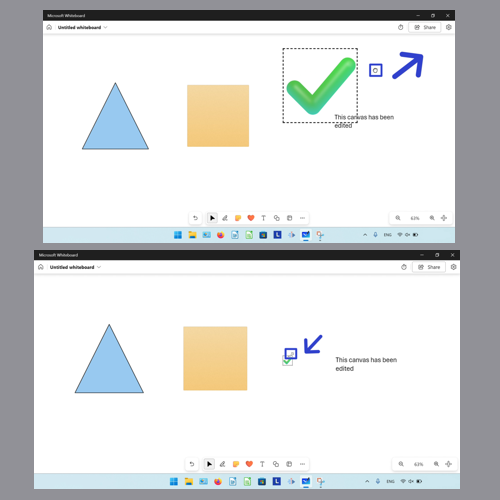 Microsoft Whiteboard
Untitled whiteboard
Share
This canvas has been
edited
62%
ENG
Microsoft Whiteboard
Untitled whiteboard
Share
This canvas has been
edited
63%
ENG